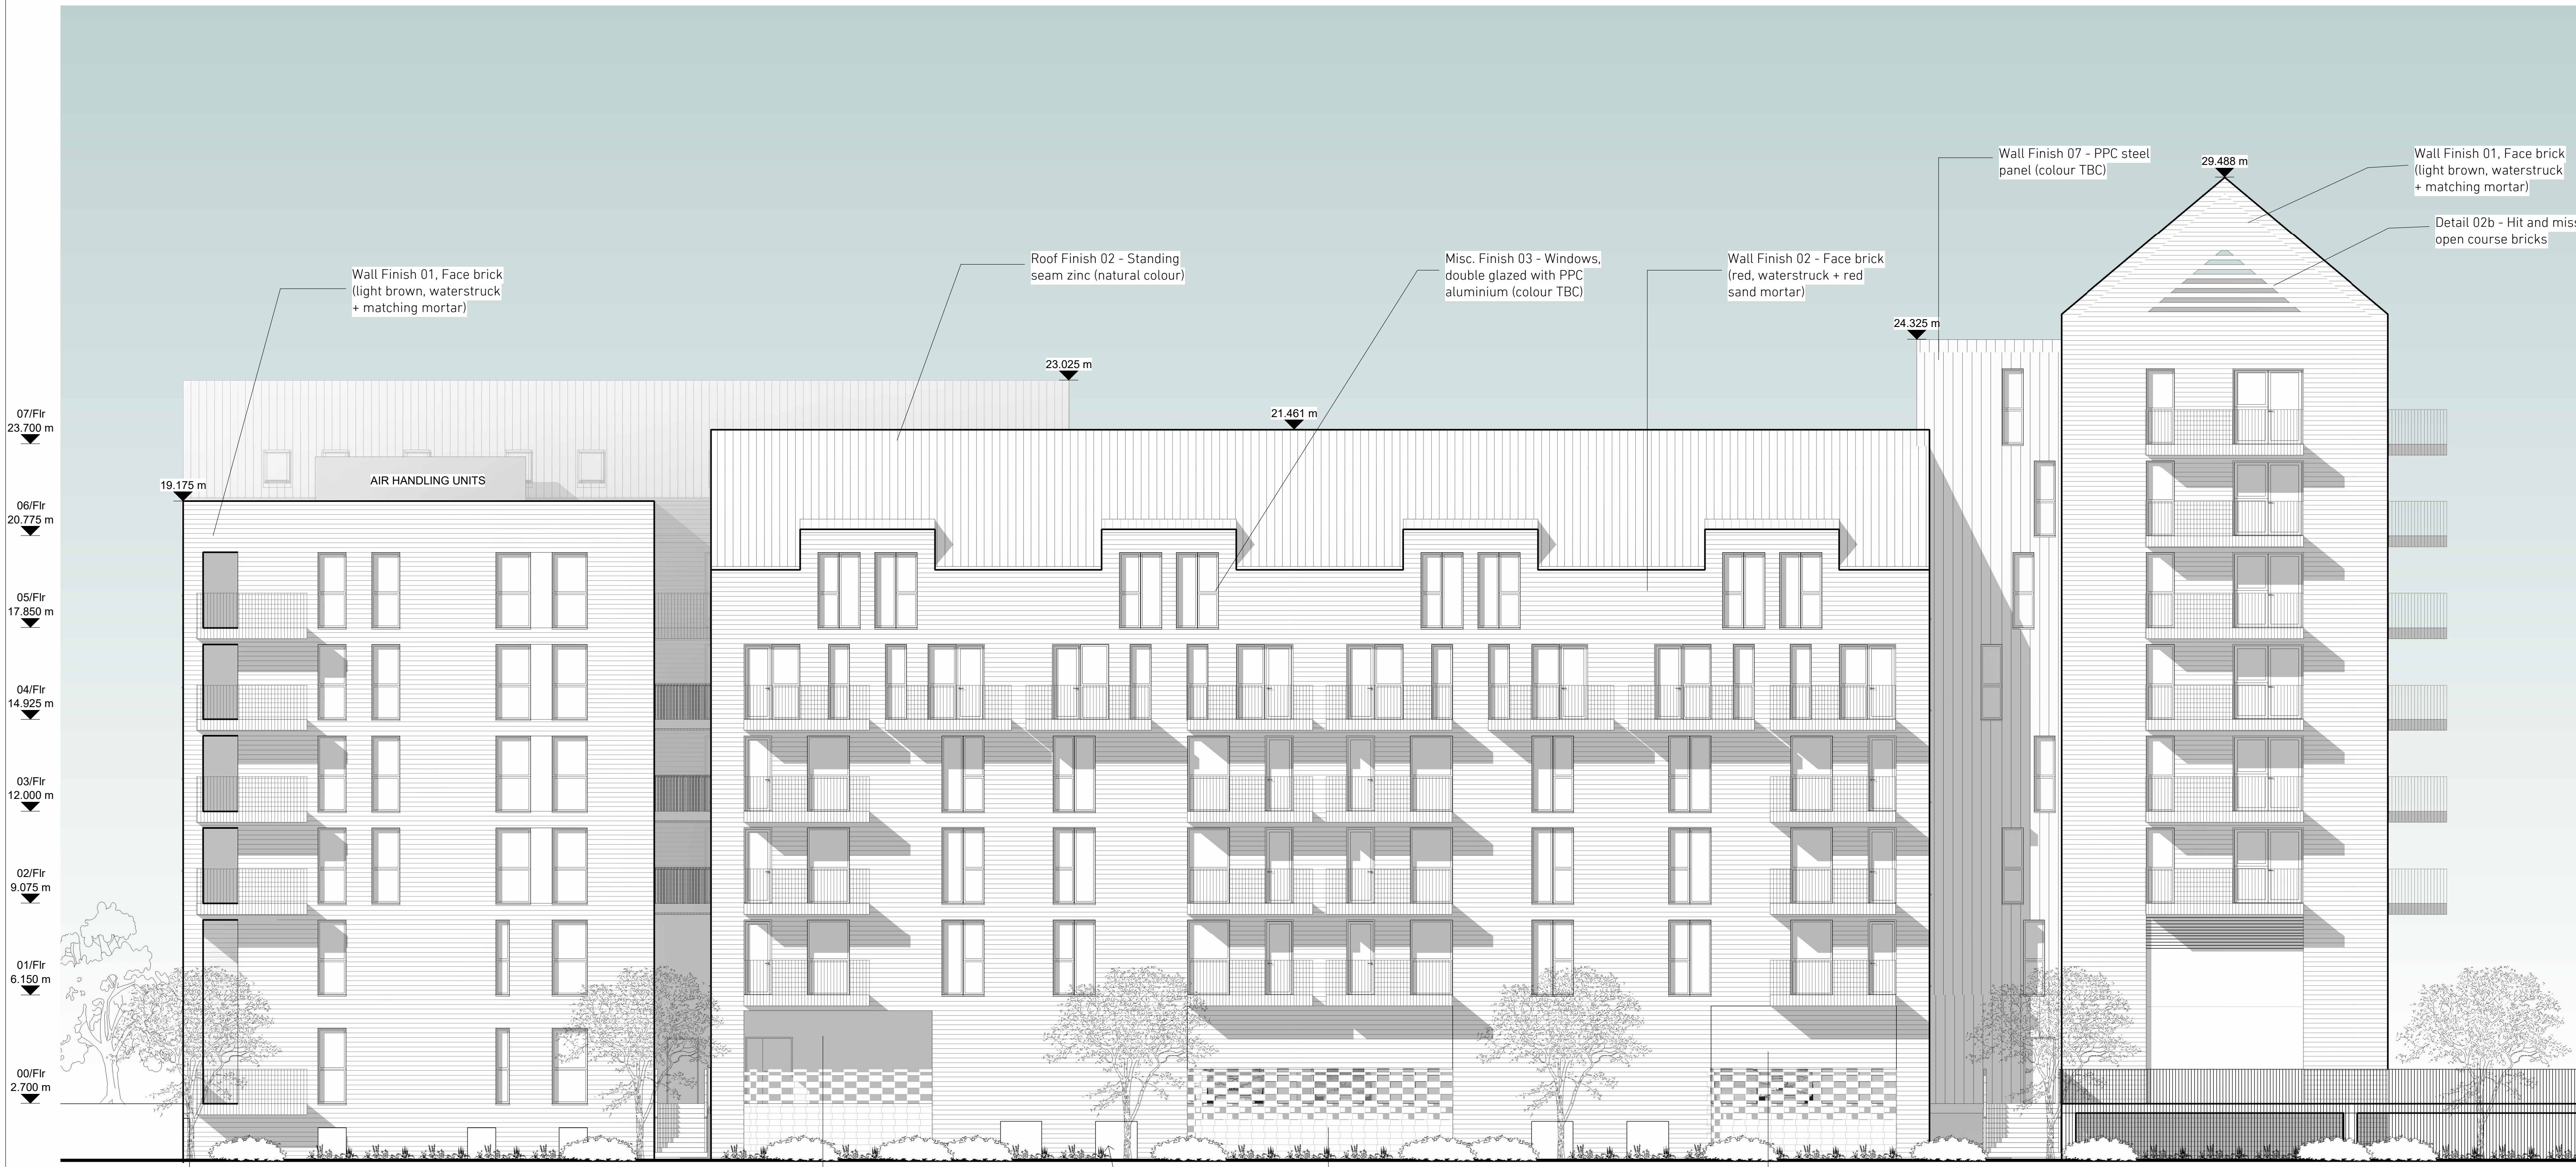 Wall Finish 07 - PPC steel
panel (colour TBC)
29.488 m
Wall Finish 01, Face brick
(light brown, waterstruck
+ matching mortar)
Detail 02b - Hit and miss
open course bricks
Wall Finish 01, Face brick
(light brown, waterstruck
+ matching mortar)
Roof Finish 02 - Standing
seam zinc (natural colour)
Misc. Finish 03 - Windows,
double glazed with PPC
aluminium (colour TBC)
Wall Finish 02 - Face brick
(red, waterstruck + red
sand mortar)
24.325 m
23.025 m
21.461 m
19.175 m
AIR HANDLING UNITS
07/Flr
23.700 m
06/Flr
20.775 m
05/Flr
17.850 m
04/Flr
14.925 m
03/Flr
12.000 m
02/Flr
9.075 m
01/Flr
6.150 m
00/Flr
2.700 m